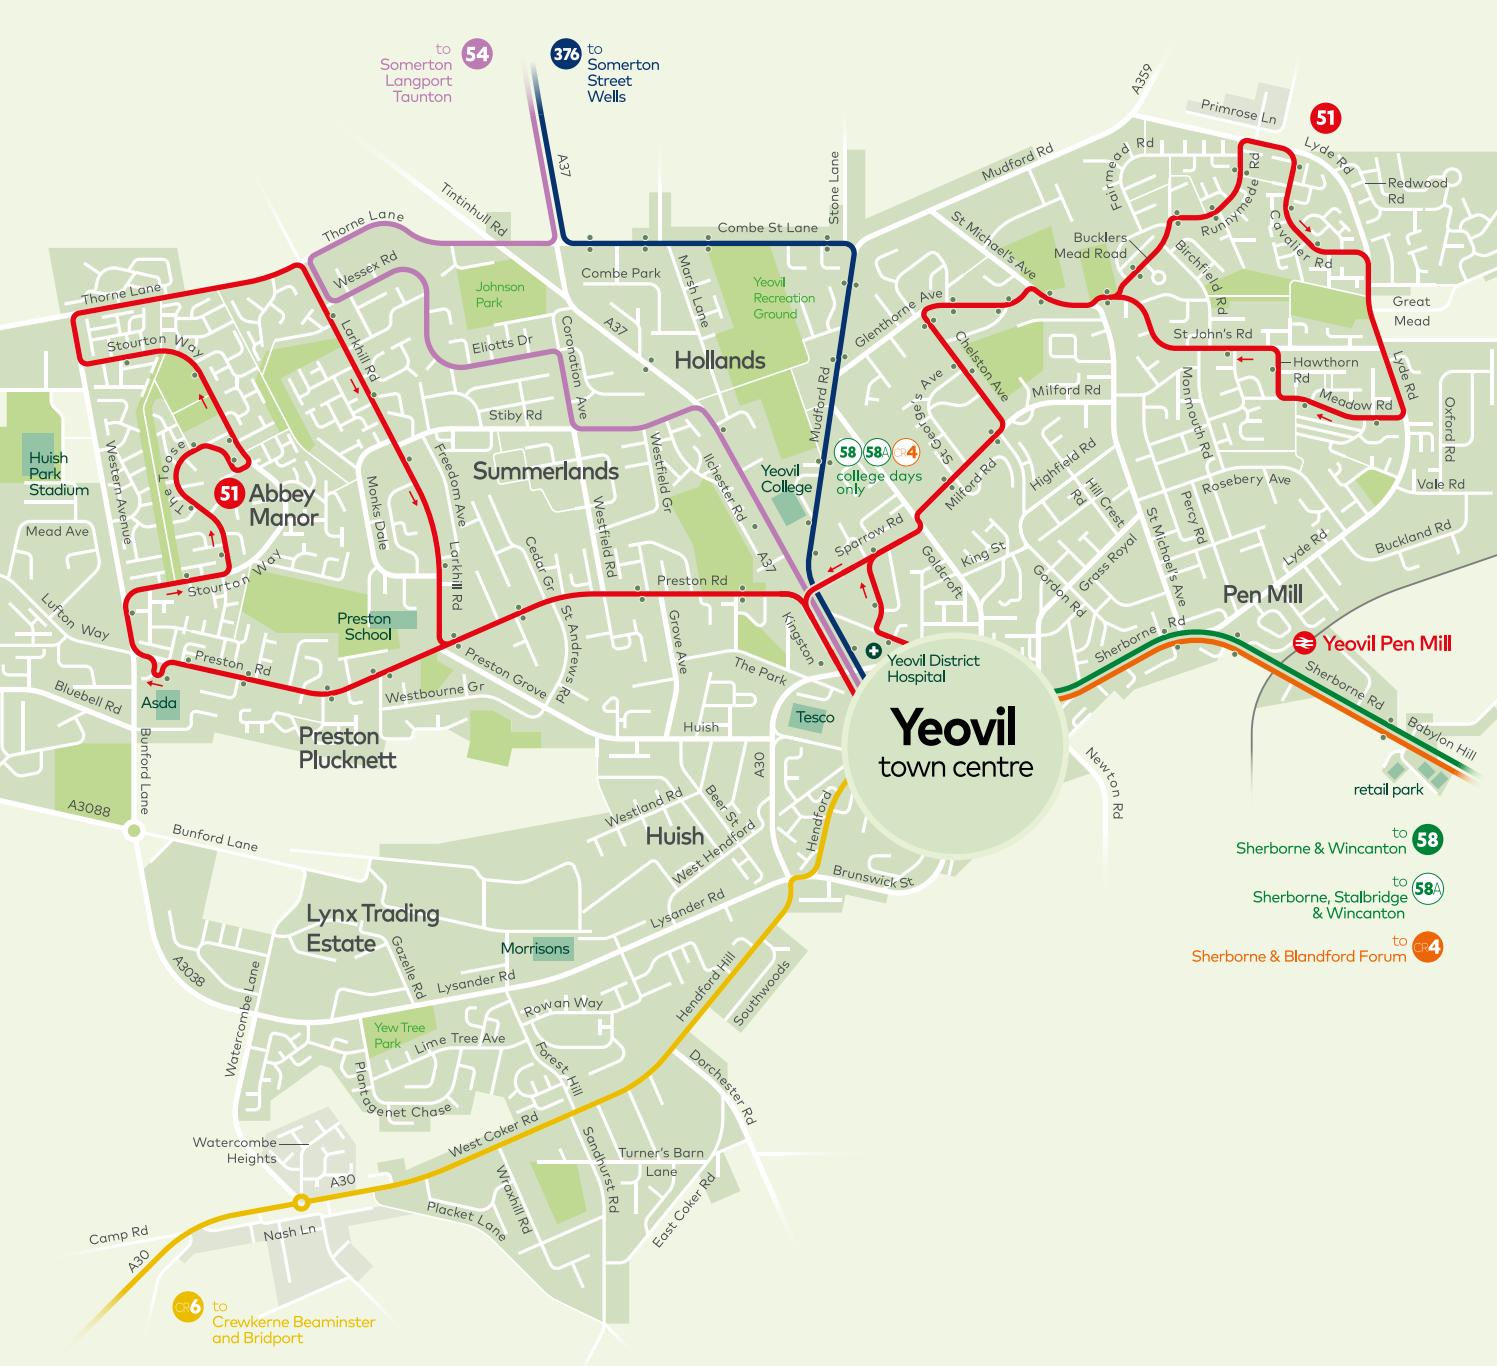 to
54
Somerton
Langport
Taunton
376
to
Somerton
Street
Wells
A37
A359
Primrose Ln
51
Lyde Rd
Mudford Rd
Fairmead Rd
Runnymede Rd
Redwood
Rd
Tintinhull Rd
Stone Lane
Thorne Lane
Combe St Lane
St Michael's Ave
Bucklers
Mead Road
Cavalier Rd
Birchfield Rd
Wessex Rd
Combe Park
Marsh Lane
Yeovil
Recreation
Ground
Johnson
Park
Thorne Lane
Glenthorne Ave
Great
Mead
Larkhill Rd
Coronation Ave
A37
Stourton Way
Eliotts Dr
Hollands
Chelston Ave
St John's Rd
Hawthorn
Rd
Lyde Rd
Mudford Rd
St George's Ave
Milford Rd
Monmouth Rd
Meadow Rd
Oxford Rd
Stiby Rd
Huish
Park
Stadium
Western Avenue
The Toose
Freedom Ave
Summerlands
Westfield Gr
Ilchester Rd
Yeovil
College
58
58A
CR4
college days
only
Milford Rd
Highfield Rd
Rosebery Ave
Vale Rd
51
Abbey
Manor
Monks Dale
Westfield Rd
Hill Crest
Rd
Percy Rd
St Michael's Ave
Mead Ave
Sparrow Rd
Buckland Rd
Lyde Rd
Cedar Gr
A37
King St
Goldcroft
Grass Royal
Gordon Rd
Stourton Way
Larkhill Rd
Preston Rd
Pen Mill
Lufton Way
Preston
School
St Andrews Rd
Grove Ave
Kingston
Sherborne Rd
Yeovil Pen Mill
Preston Rd
Preston Grove
The Park
Yeovil District
Hospital
Sherborne Rd
Bluebell Rd
Asda
Westbourne Gr
Tesco
Yeovil
town centre
Huish
Babylon Hill
Preston
Plucknett
Bunford Lane
A30
Newton Rd
retail park
A3088
Bunford Lane
Westland Rd
Beer St
Hendford
Huish
West Hendford
to
58
Sherborne & Wincanton
Brunswick St
to
58A
Sherborne, Stalbridge
& Wincanton
Lysander Rd
Lynx Trading
Estate
Morrisons
to
CR4
Sherborne & Blandford Forum
Gazelle Rd
A3038
Lysander Rd
Hendford Hill
Southwoods
Watercombe Lane
Rowan Way
Yew Tree
Park
Lime Tree Ave
Forest Hill
Dorchester Rd
Plantagenet Chase
West Coker Rd
Watercombe
Heights
Sandhurst Rd
Turner's Barn
Lane
A30
Wraxhill Rd
East Coker Rd
Placket Lane
Camp Rd
Nash Ln
A30
CR6
to
Crewkerne Beaminster
and Bridport